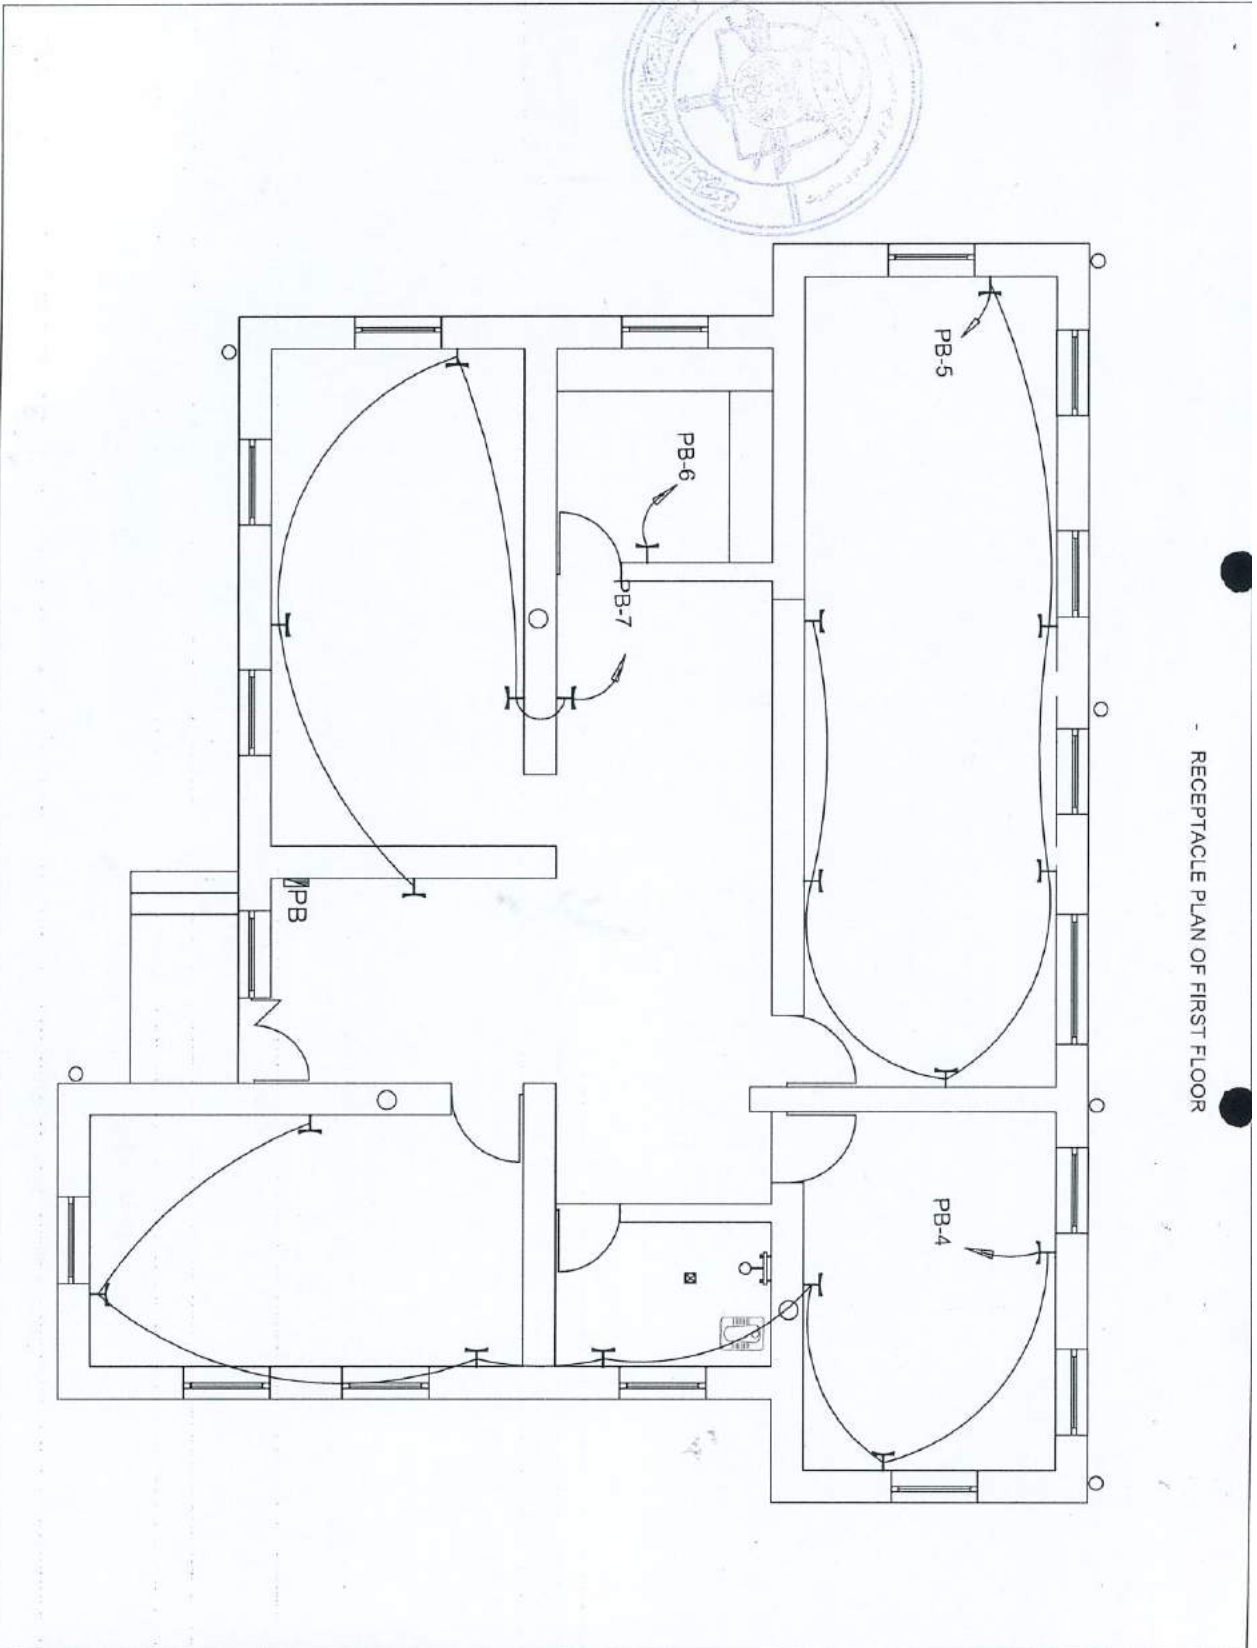 - RECEPTACLE PLAN OF FIRST FLOOR
PB-5
PB-6
PB-7
PB
PB-4